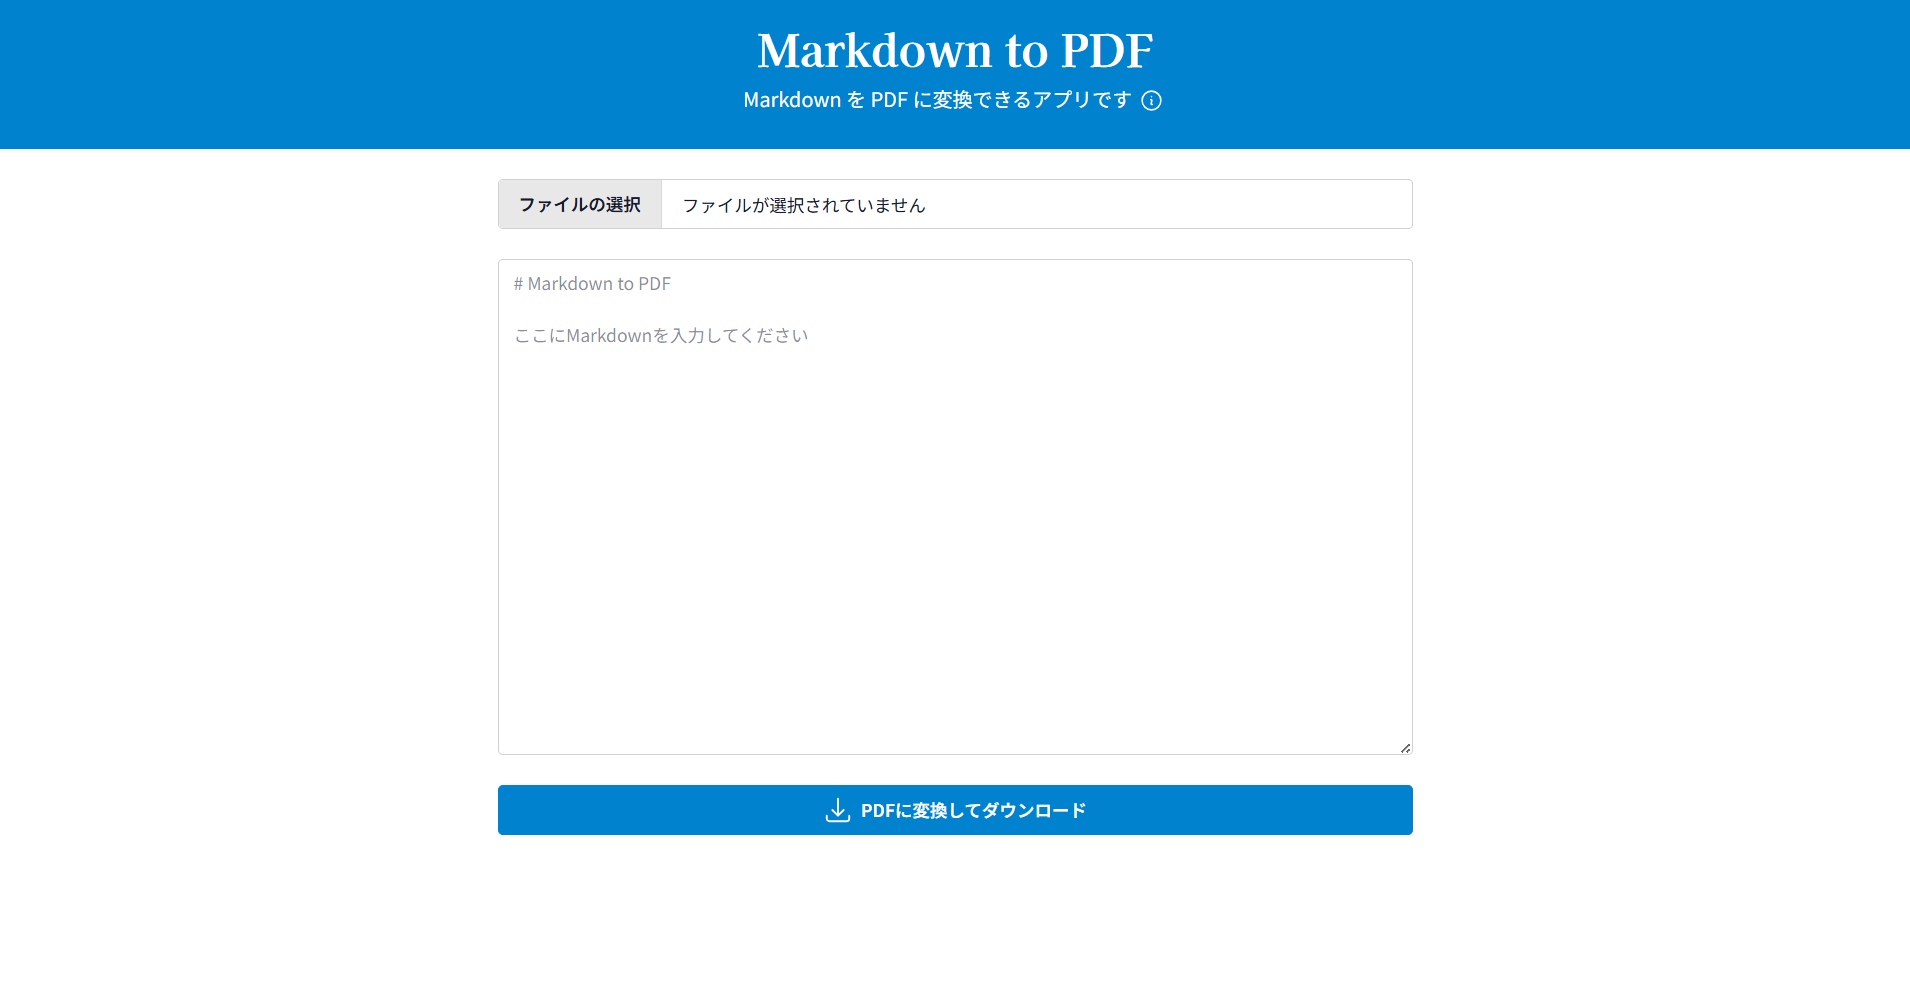 Markdown to PDF
Markdown を PDF に変換できるアプリです
ファイルの選択 ファイルが選択されていません
# Markdown to PDF
ここにMarkdownを入力してください
PDFに変換してダウンロード